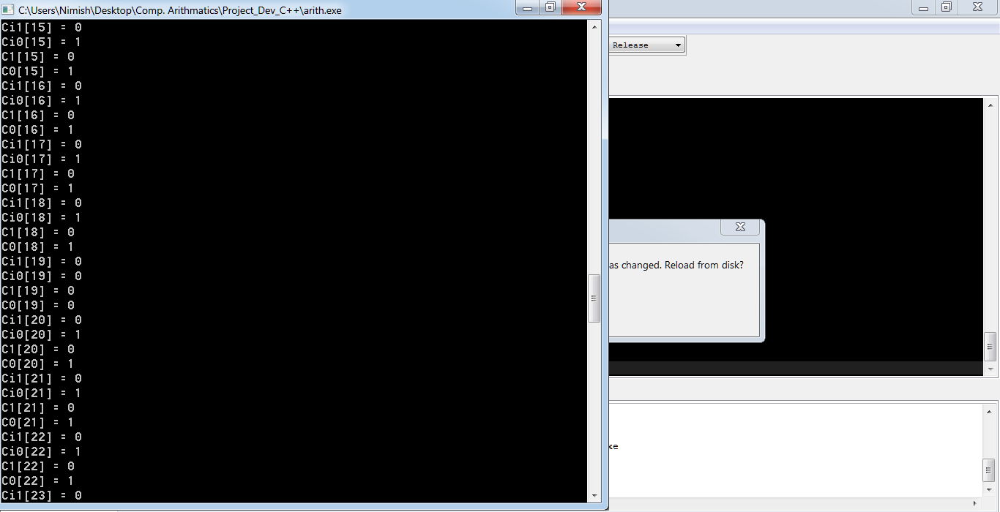 C:\Users\Nimish\Desktop\Comp. Arithmatics\Project_Dev_C++\arith.exe
Ci1[15] = 0
Ci0[15] = 1
C1[15] = 0
C0[15] = 1
Ci1[16] = 0
Ci0[16] = 1
C1[16] = 0
C0[16] = 1
Ci1[17] = 0
Ci0[17] = 1
C1[17] = 0
C0[17] = 1
Ci1[18] = 0
Ci0[18] = 1
C1[18] = 0
C0[18] = 1
Ci1[19] = 0
Ci0[19] = 0
C1[19] = 0
C0[19] = 0
Ci1[20] = 0
Ci0[20] = 1
C1[20] = 0
C0[20] = 1
Ci1[21] = 0
Ci0[21] = 1
C1[21] = 0
C0[21] = 1
Ci1[22] = 0
Ci0[22] = 1
C1[22] = 0
C0[22] = 1
Ci1[23] = 0
Release
as changed. Reload from disk?
xe